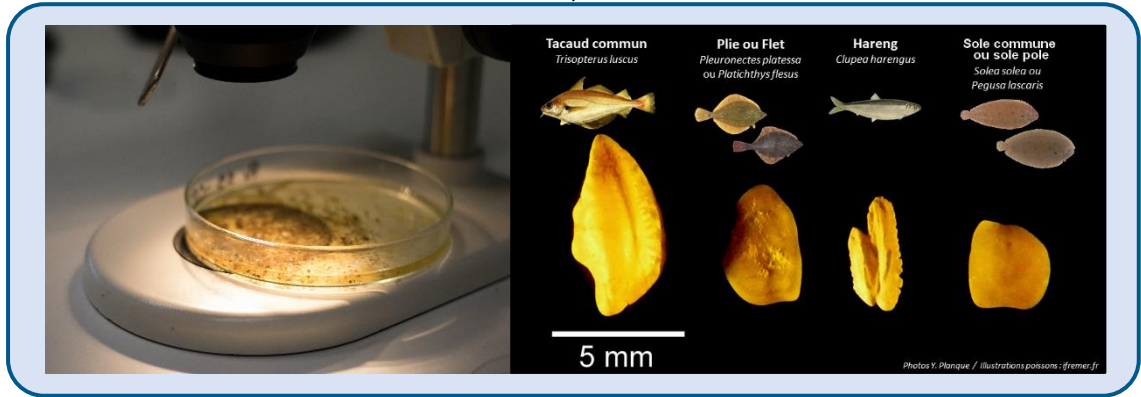 Tacaud commun
Trisopterus luscus
Plie ou Flet
Pleuronectes platessa
ou Platichthys flesus
Hareng
Clupea harengus
Sole commune
ou sole pole
Solea solea ou
Pegusa lascaris
5 mm
Photos Y. Planque / Illustrations poissons : ifremer.fr